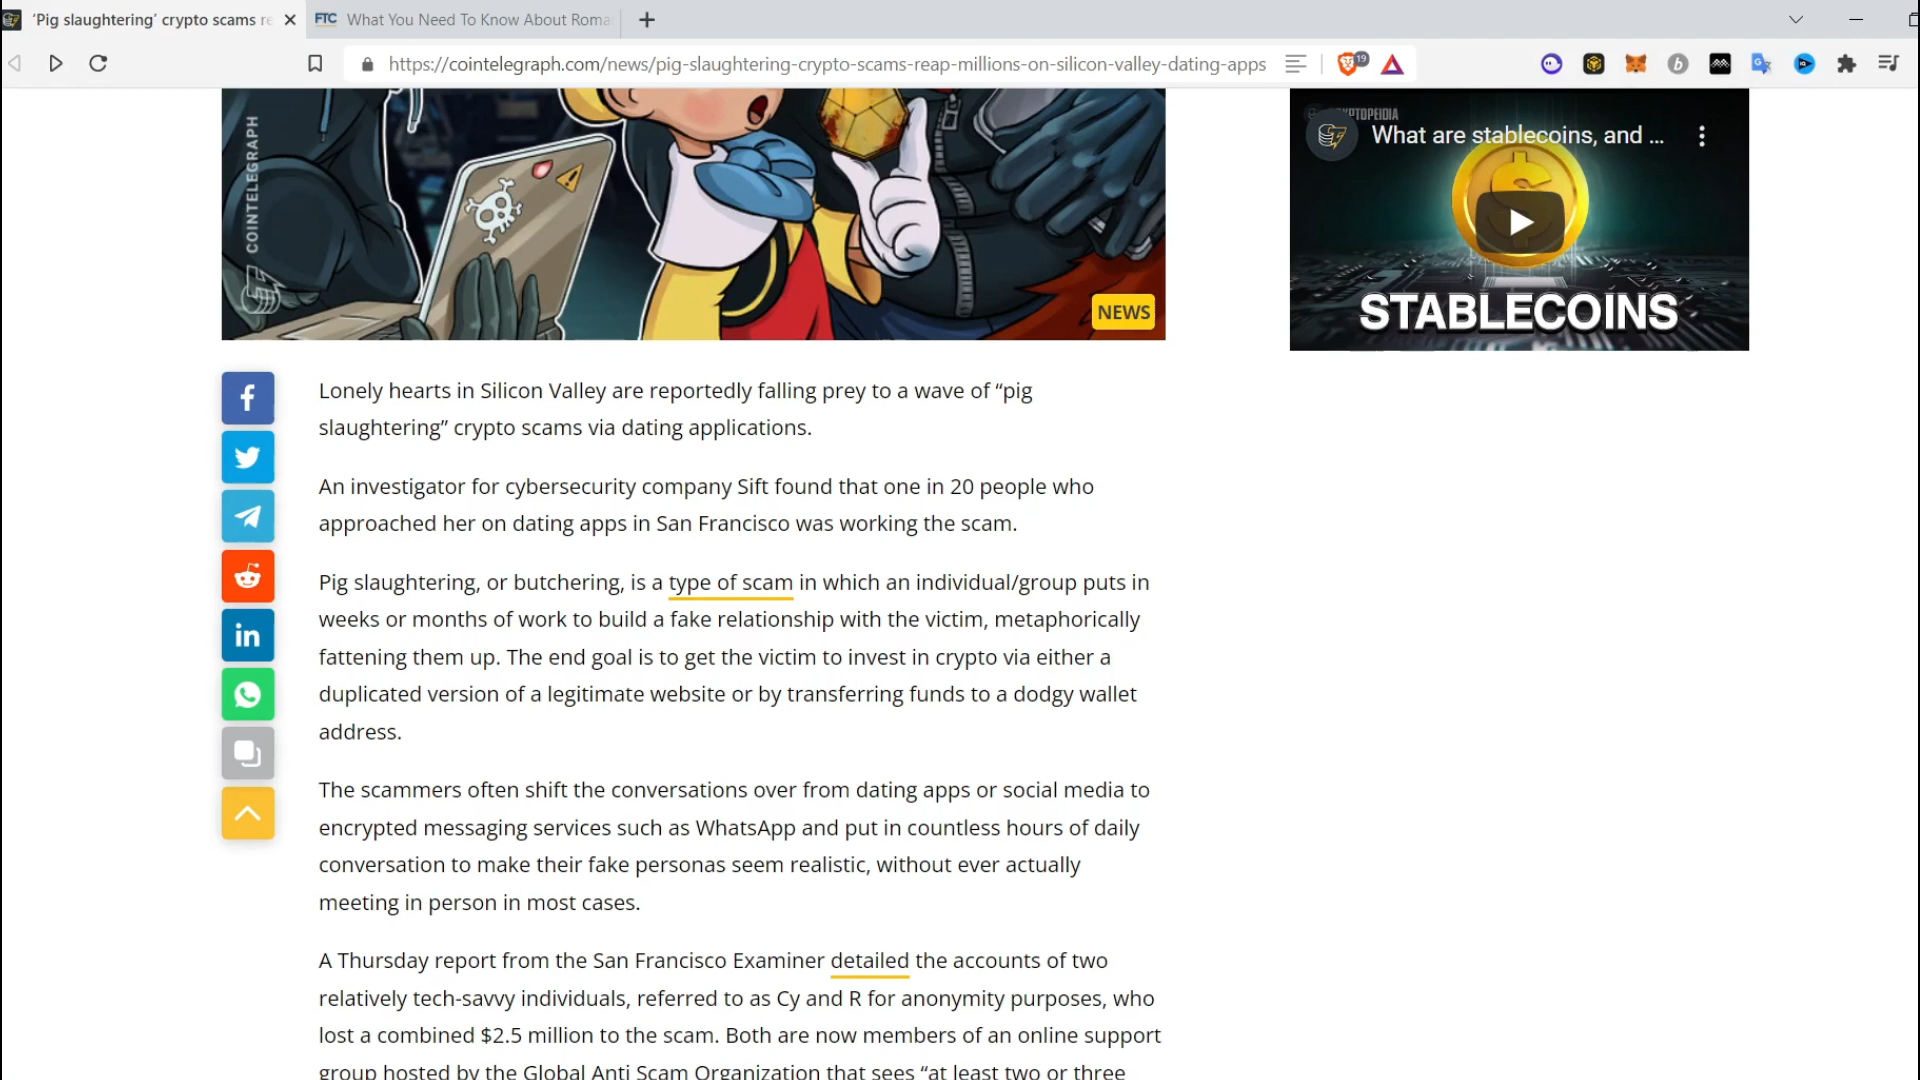 ‘Pig slaughtering’ crypto scams re
FTC What You Need To Know About Roma
https://cointelegraph.com/news/pig-slaughtering-crypto-scams-reap-millions-on-silicon-valley-dating-apps
19
COINTELEGRAPH
NEWS
What are stablecoins, and ...
STABLECOINS
Lonely hearts in Silicon Valley are reportedly falling prey to a wave of “pig
slaughtering” crypto scams via dating applications.
An investigator for cybersecurity company Sift found that one in 20 people who
approached her on dating apps in San Francisco was working the scam.
Pig slaughtering, or butchering, is a type of scam in which an individual/group puts in
weeks or months of work to build a fake relationship with the victim, metaphorically
fattening them up. The end goal is to get the victim to invest in crypto via either a
duplicated version of a legitimate website or by transferring funds to a dodgy wallet
address.
The scammers often shift the conversations over from dating apps or social media to
encrypted messaging services such as WhatsApp and put in countless hours of daily
conversation to make their fake personas seem realistic, without ever actually
meeting in person in most cases.
A Thursday report from the San Francisco Examiner detailed the accounts of two
relatively tech-savvy individuals, referred to as Cy and R for anonymity purposes, who
lost a combined $2.5 million to the scam. Both are now members of an online support
group hosted by the Global Anti Scam Organization that sees “at least two or three